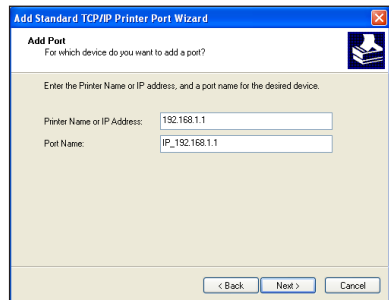 Add Standard TCP/IP Printer Port Wizard
Add Port
For which device do you want to add a port?
Enter the Printer Name or IP address, and a port name for the desired device.
Printer Name or IP Address: 192.168.1.1
Port Name: IP_192.168.1.1
< Back Next > Cancel